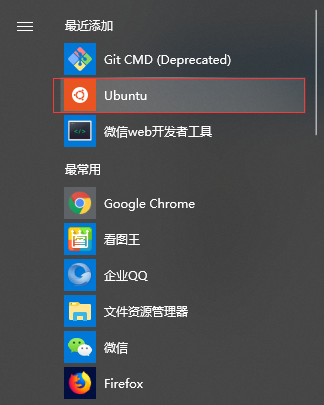 最近添加
Git CMD (Deprecated)
Ubuntu
微信web开发者工具
最常用
Google Chrome
看图王
企业QQ
文件资源管理器
微信
Firefox